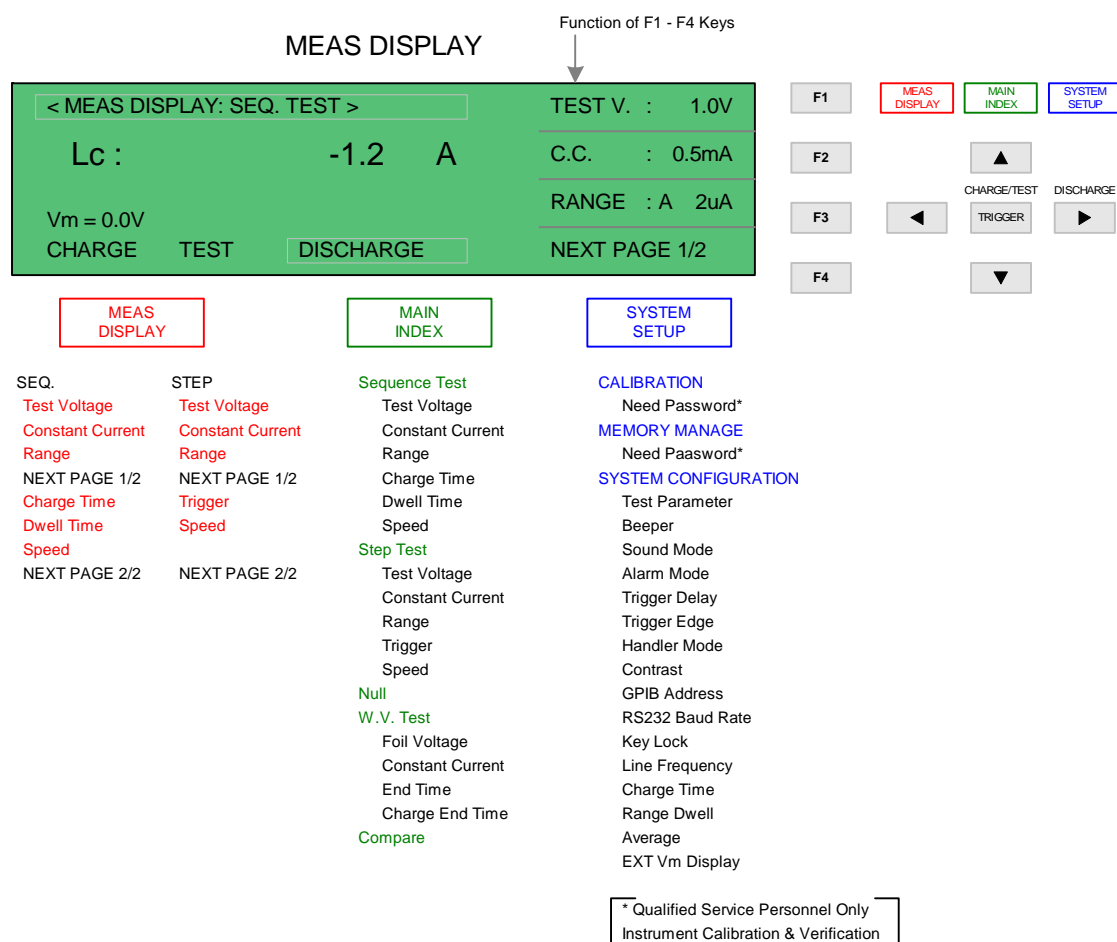 Function of F1 - F4 Keys
MEAS DISPLAY
< MEAS DISPLAY: SEQ. TEST >
TEST V. : 1.0V
Lc : -1.2 A
C.C. : 0.5mA
RANGE : A 2uA
Vm = 0.0V
CHARGE TEST DISCHARGE
NEXT PAGE 1/2
F1
MEAS
DISPLAY
MAIN
INDEX
SYSTEM
SETUP
F2
CHARGE/TEST
DISCHARGE
F3
TRIGGER
F4
MEAS
DISPLAY
SEQ.
Test Voltage
Constant Current
Range
NEXT PAGE 1/2
Charge Time
Dwell Time
Speed
NEXT PAGE 2/2
STEP
Test Voltage
Constant Current
Range
NEXT PAGE 1/2
Trigger
Speed
NEXT PAGE 2/2
MAIN
INDEX
Sequence Test
Test Voltage
Constant Current
Range
Charge Time
Dwell Time
Speed
Step Test
Test Voltage
Constant Current
Range
Trigger
Speed
Null
W.V. Test
Foil Voltage
Constant Current
End Time
Charge End Time
Compare
SYSTEM
SETUP
CALIBRATION
Need Password*
MEMORY MANAGE
Need Paasword*
SYSTEM CONFIGURATION
Test Parameter
Beeper
Sound Mode
Alarm Mode
Trigger Delay
Trigger Edge
Handler Mode
Contrast
GPIB Address
RS232 Baud Rate
Key Lock
Line Frequency
Charge Time
Range Dwell
Average
EXT Vm Display
* Qualified Service Personnel Only
Instrument Calibration & Verification